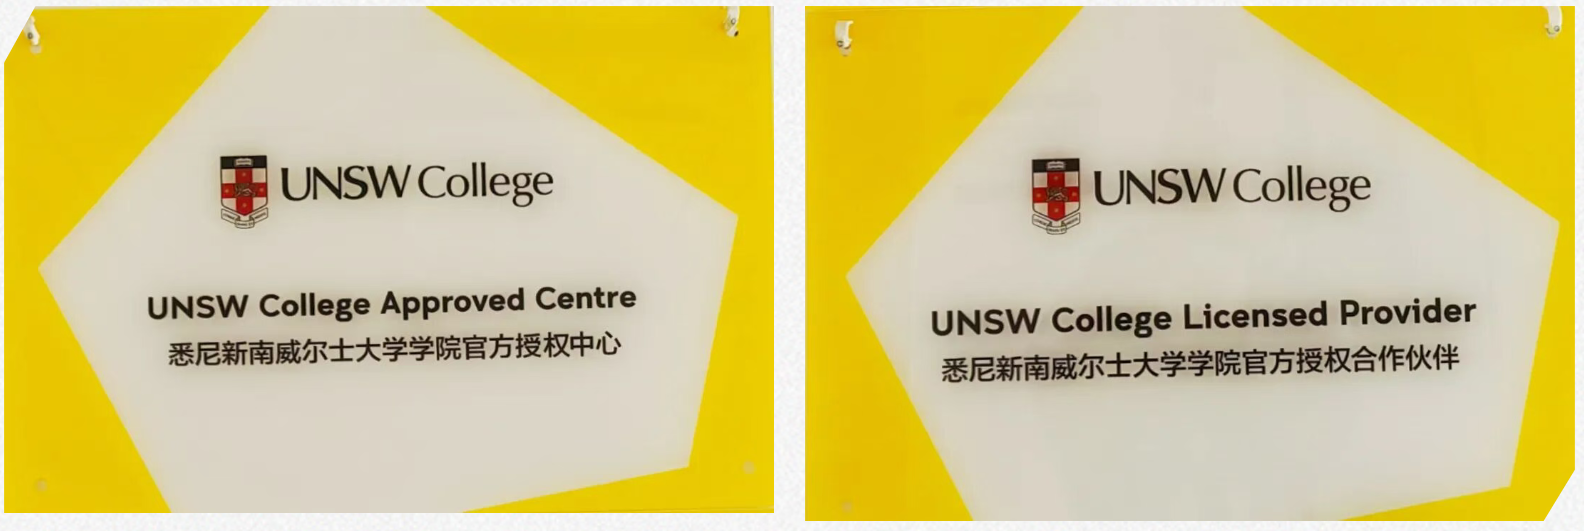 UNSW College
UNSW College Approved Centre
悉尼新南威尔士大学学院官方授权中心
UNSW College
UNSW College Licensed Provider
悉尼新南威尔士大学学院官方授权合作伙伴